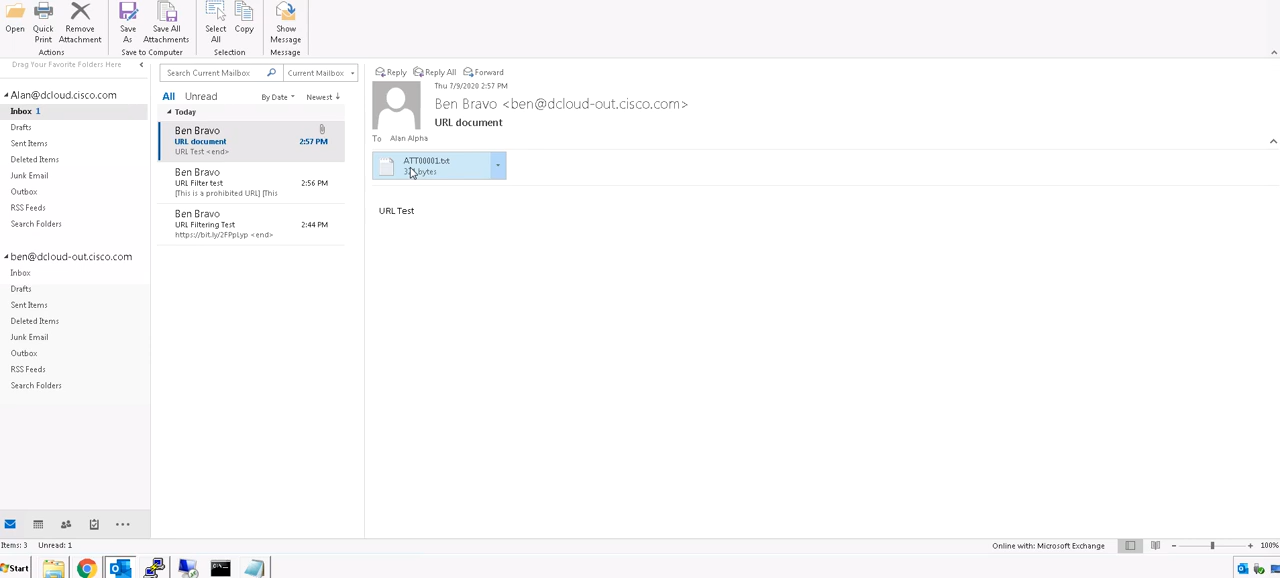 Open
Quick Print
Remove Attachment
Save As
Save All Attachments
Select All
Copy
Show Message
Actions
Save to Computer
Selection
Message
Drag Your Favorite Folders Here
Alan@dcloud.cisco.com
Inbox 1
Drafts
Sent Items
Deleted Items
Junk Email
Outbox
RSS Feeds
Search Folders
ben@dcloud-out.cisco.com
Inbox
Drafts
Sent Items
Deleted Items
Junk Email
Outbox
RSS Feeds
Search Folders
Search Current Mailbox
Current Mailbox
All Unread
By Date Newest
Today
Ben Bravo
URL document 2:57 PM
URL Test <end>
Ben Bravo
URL Filter test 2:56 PM
[This is a prohibited URL] [This
Ben Bravo
URL Filtering Test 2:44 PM
https://bit.ly/2FPpLyp <end>
Reply Reply All Forward
Thu 7/9/2020 2:57 PM
Ben Bravo <ben@dcloud-out.cisco.com>
URL document
To Alan Alpha
ATT00001.txt
bytes
URL Test
Items: 3 Unread: 1
Online with: Microsoft Exchange
100%
Start